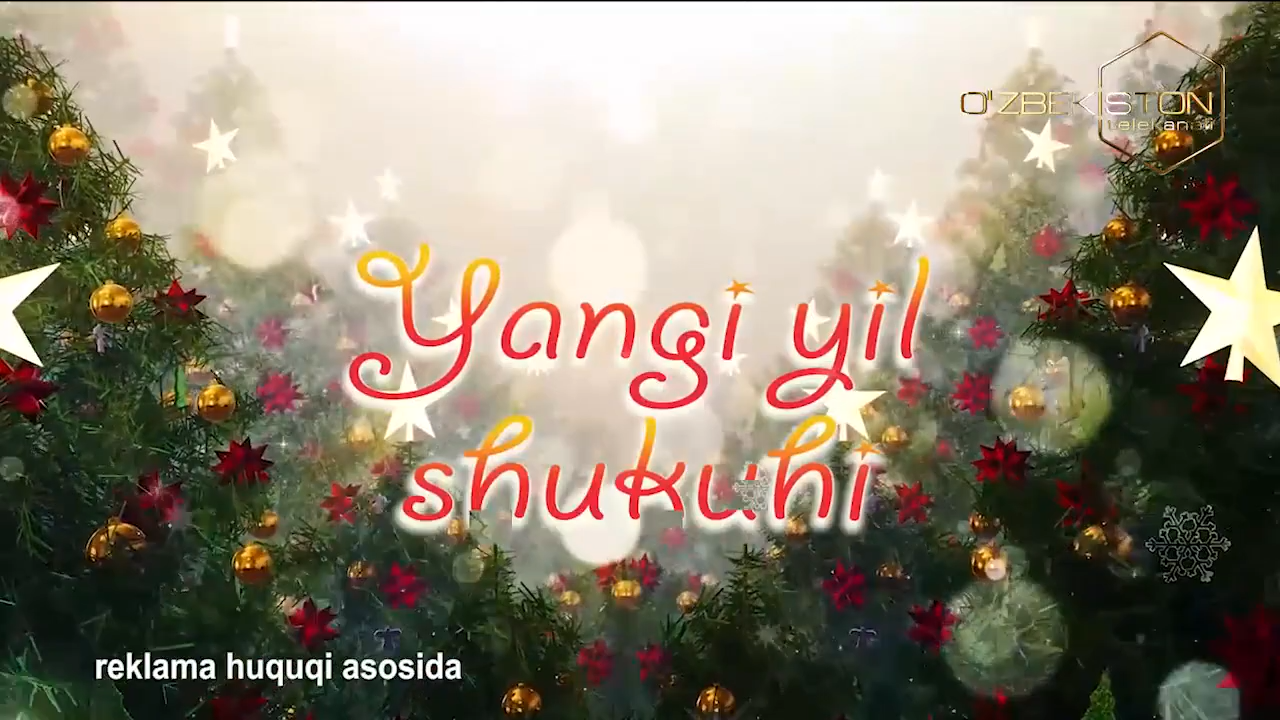 O'ZBEKISTON
telekanali
Yangi yil
shukuhi
reklama huquqi asosida